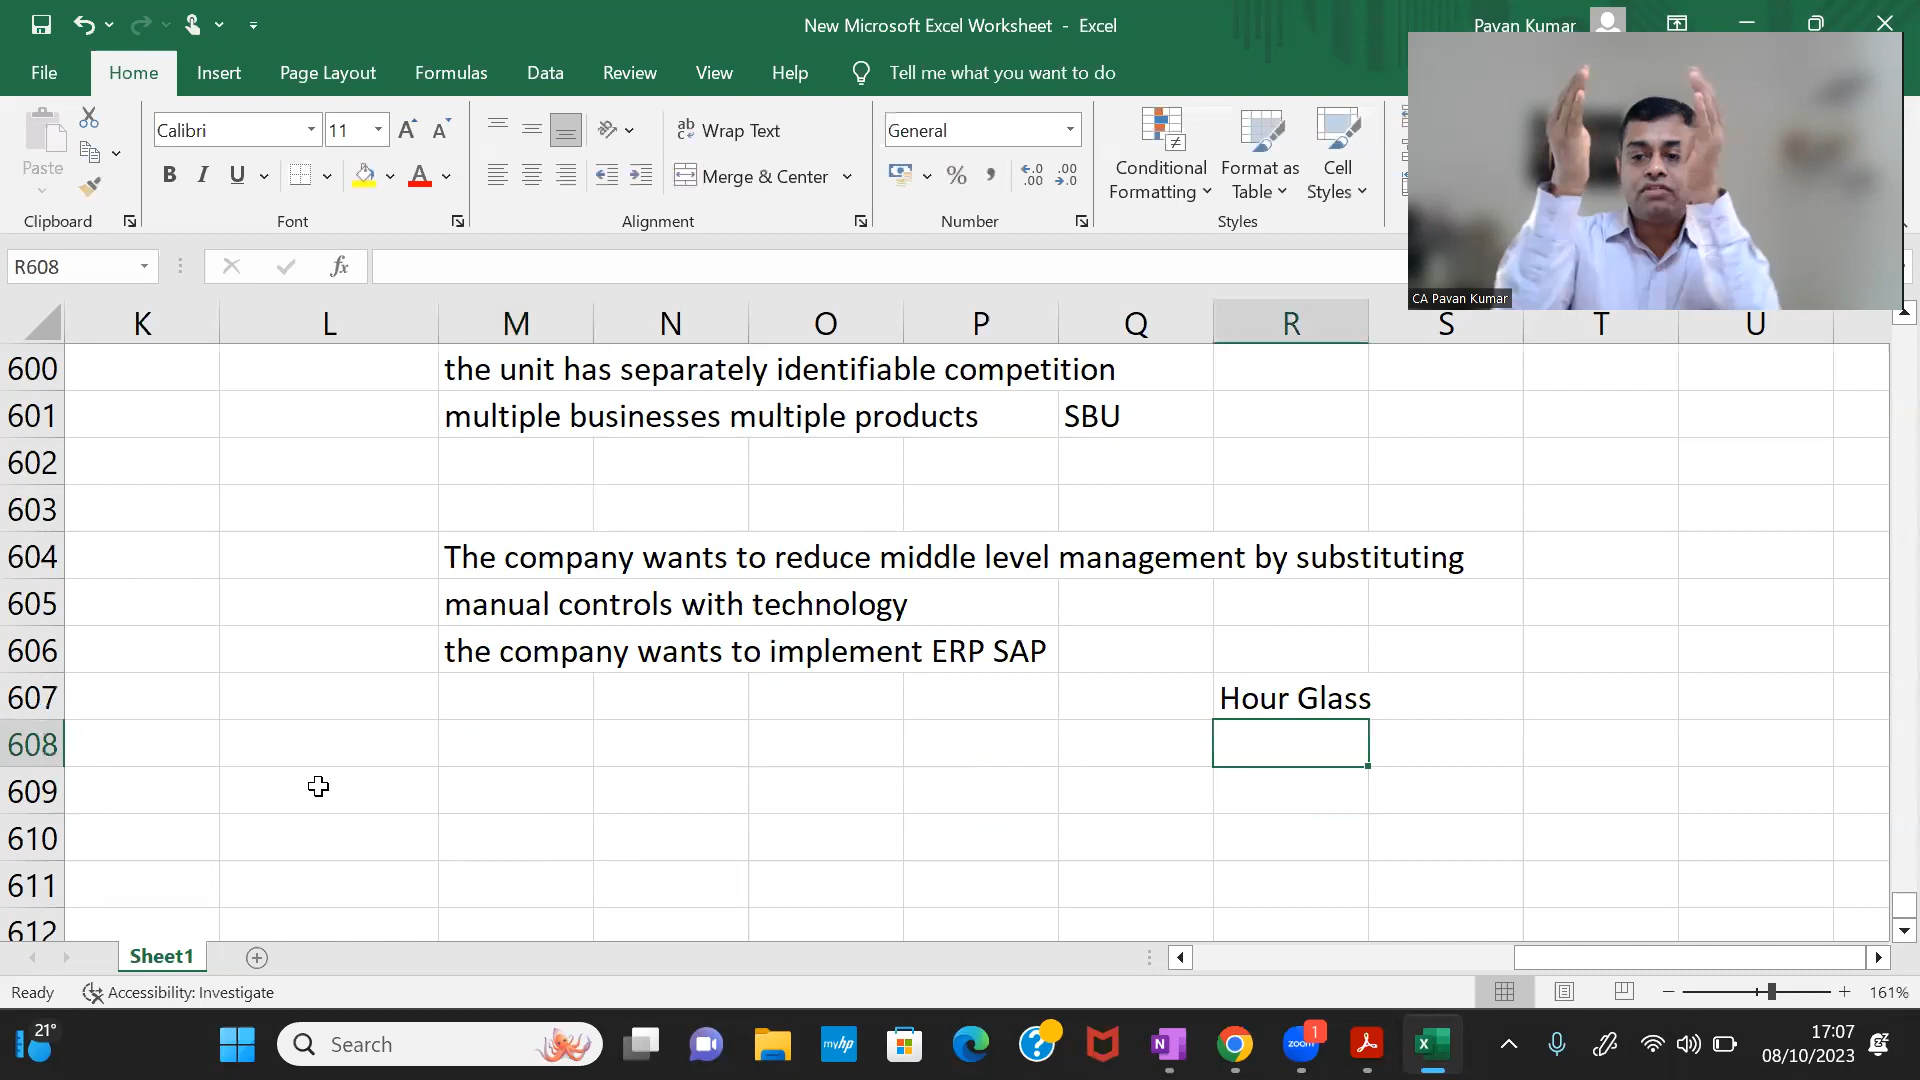 New Microsoft Excel Worksheet - Excel
Pavan Kumar
File Home Insert Page Layout Formulas Data Review View Help Tell me what you want to do
Calibri 11 Wrap Text General
Paste Merge & Center Conditional Formatting Format as Table Cell Styles
Clipboard Font Alignment Number Styles
CA Pavan Kumar
R608 fx
K L M N O P Q R S T U
600 the unit has separately identifiable competition
601 multiple businesses multiple products SBU
602
603
604 The company wants to reduce middle level management by substituting
605 manual controls with technology
606 the company wants to implement ERP SAP
607 Hour Glass
608
609
610
611
612
Sheet1
Ready Accessibility: Investigate 161%
21° Search myhp zoom 1 17:07
08/10/2023